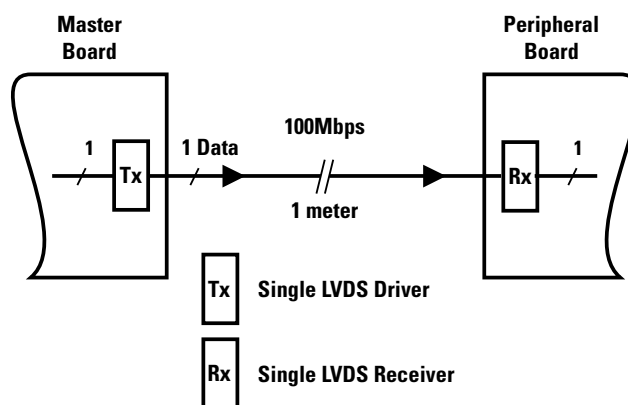 Master
Board
Peripheral
Board
1
Tx
1 Data
100Mbps
1 meter
Rx
1
Tx
Single LVDS Driver
Rx
Single LVDS Receiver